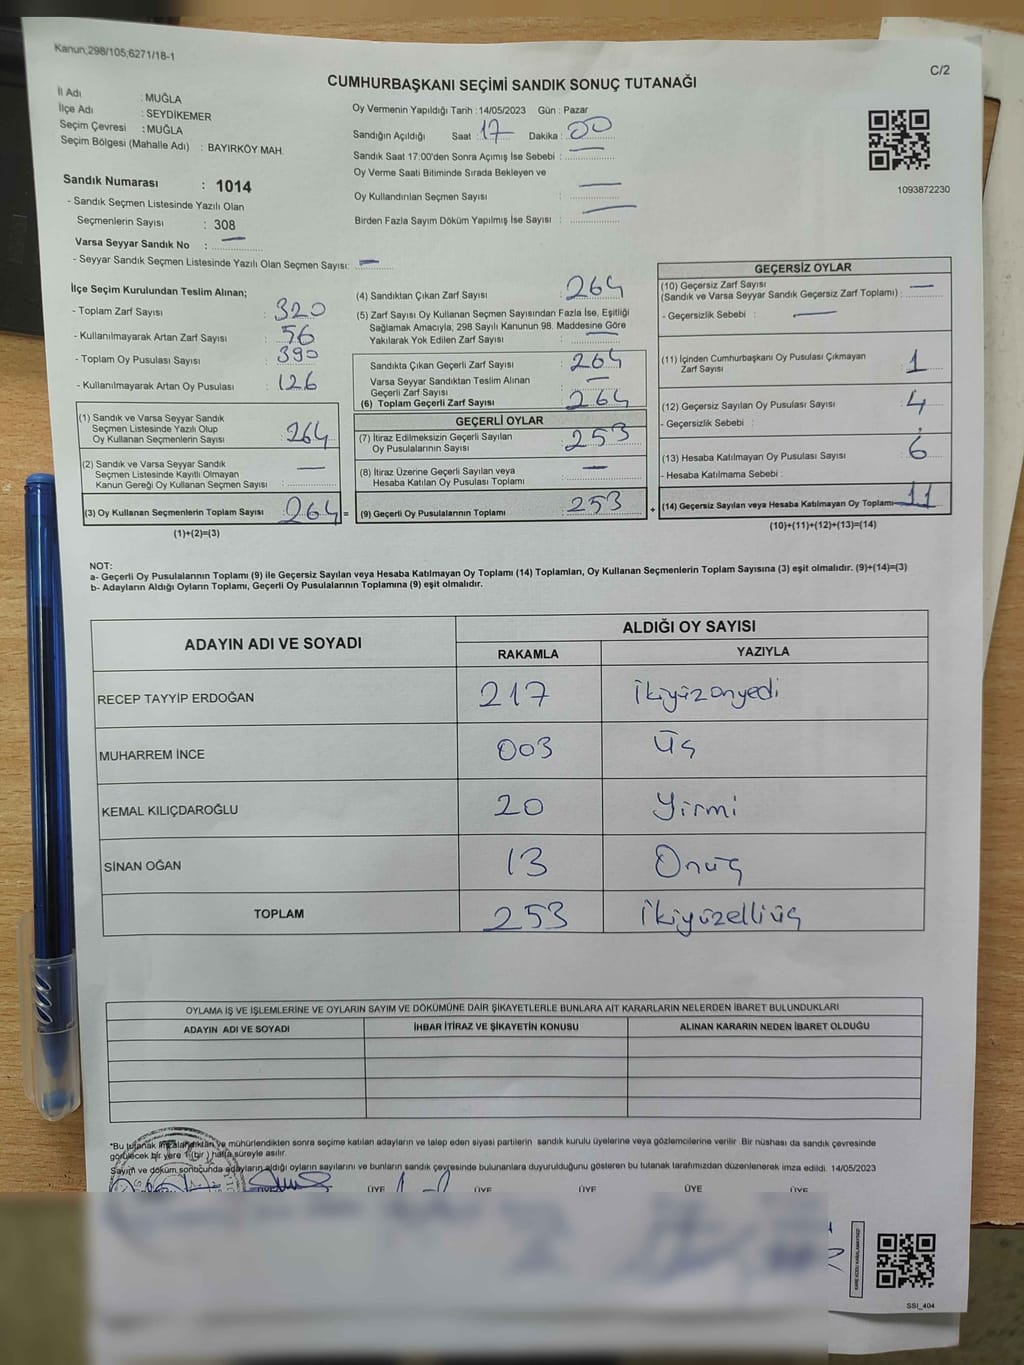 Kanun;298/105;6271/18-1
C/2
CUMHURBAŞKANI SEÇİMİ SANDIK SONUÇ TUTANAĞI
İl Adı : MUĞLA
İlçe Adı : SEYDİKEMER
Seçim Çevresi : MUĞLA
Seçim Bölgesi (Mahalle Adı) : BAYIRKÖY MAH.
Sandık Numarası : 1014
- Sandık Seçmen Listesinde Yazılı Olan
Seçmenlerin Sayısı : 308
Varsa Seyyar Sandık No : —
- Seyyar Sandık Seçmen Listesinde Yazılı Olan Seçmen Sayısı: —
Oy Vermenin Yapıldığı Tarih : 14/05/2023 Gün : Pazar
Sandığın Açıldığı Saat : 17 Dakika : 00
Sandık Saat 17:00'den Sonra Açımış İse Sebebi : —
Oy Verme Saati Bitiminde Sırada Bekleyen ve
Oy Kullandırılan Seçmen Sayısı : —
Birden Fazla Sayım Döküm Yapılmış İse Sayısı : —
1093872230
İlçe Seçim Kurulundan Teslim Alınan;
- Toplam Zarf Sayısı : 320
- Kullanılmayarak Artan Zarf Sayısı : 56
- Toplam Oy Pusulası Sayısı : 390
- Kullanılmayarak Artan Oy Pusulası : 126
(1) Sandık ve Varsa Seyyar Sandık
Seçmen Listesinde Yazılı Olup
Oy Kullanan Seçmenlerin Sayısı : 264
(2) Sandık ve Varsa Seyyar Sandık
Seçmen Listesinde Kayıtlı Olmayan
Kanun Gereği Oy Kullanan Seçmen Sayısı : —
(3) Oy Kullanan Seçmenlerin Toplam Sayısı : 264 =
(1)+(2)=(3)
(4) Sandıktan Çıkan Zarf Sayısı : 264
(5) Zarf Sayısı Oy Kullanan Seçmen Sayısından Fazla İse, Eşitliği
Sağlamak Amacıyla, 298 Sayılı Kanunun 98. Maddesine Göre
Yakılarak Yok Edilen Zarf Sayısı : —
Sandıkta Çıkan Geçerli Zarf Sayısı : 264
Varsa Seyyar Sandıktan Teslim Alınan
Geçerli Zarf Sayısı : —
(6) Toplam Geçerli Zarf Sayısı : 264
GEÇERLİ OYLAR
(7) İtiraz Edilmeksizin Geçerli Sayılan
Oy Pusulalarının Sayısı : 253
(8) İtiraz Üzerine Geçerli Sayılan veya
Hesaba Katılan Oy Pusulası Toplamı : —
(9) Geçerli Oy Pusulalarının Toplamı : 253 +
GEÇERSİZ OYLAR
(10) Geçersiz Zarf Sayısı
(Sandık ve Varsa Seyyar Sandık Geçersiz Zarf Toplamı) : —
- Geçersizlik Sebebi : —
(11) İçinden Cumhurbaşkanı Oy Pusulası Çıkmayan
Zarf Sayısı : 1
(12) Geçersiz Sayılan Oy Pusulası Sayısı : 4
- Geçersizlik Sebebi :
(13) Hesaba Katılmayan Oy Pusulası Sayısı : 6
- Hesaba Katılmama Sebebi :
(14) Geçersiz Sayılan veya Hesaba Katılmayan Oy Toplamı 11
(10)+(11)+(12)+(13)=(14)
NOT:
a- Geçerli Oy Pusulalarının Toplamı (9) ile Geçersiz Sayılan veya Hesaba Katılmayan Oy Toplamı (14) Toplamları, Oy Kullanan Seçmenlerin Toplam Sayısına (3) eşit olmalıdır. (9)+(14)=(3)
b- Adayların Aldığı Oyların Toplamı, Geçerli Oy Pusulalarının Toplamına (9) eşit olmalıdır.
ADAYIN ADI VE SOYADI
ALDIĞI OY SAYISI
RAKAMLA YAZIYLA
RECEP TAYYİP ERDOĞAN 217 İkiyüzonyedi
MUHARREM İNCE 003 Üç
KEMAL KILIÇDAROĞLU 20 Yirmi
SİNAN OĞAN 13 Onüç
TOPLAM 253 İkiyüzelliüç
OYLAMA İŞ VE İŞLEMLERİNE VE OYLARIN SAYIM VE DÖKÜMÜNE DAİR ŞİKAYETLERLE BUNLARA AİT KARARLARIN NELERDEN İBARET BULUNDUKLARI
ADAYIN ADI VE SOYADI İHBAR İTİRAZ VE ŞİKAYETİN KONUSU ALINAN KARARIN NEDEN İBARET OLDUĞU
*Bu tutanak imzalandıktan ve mühürlendikten sonra seçime katılan adayların ve talep eden siyasi partilerin sandık kurulu üyelerine veya gözlemcilerine verilir .Bir nüshası da sandık çevresinde
görülecek bir yere 1 (bir ) hafta süreyle asılır.
Sayım ve döküm sonucunda adayların aldığı oyların sayılarını ve bunların sandık çevresinde bulunanlara duyurulduğunu gösteren bu tutanak tarafımızdan düzenlenerek imza edildi. 14/05/2023
ÜYE ÜYE ÜYE ÜYE ÜYE ÜYE
SSI_404